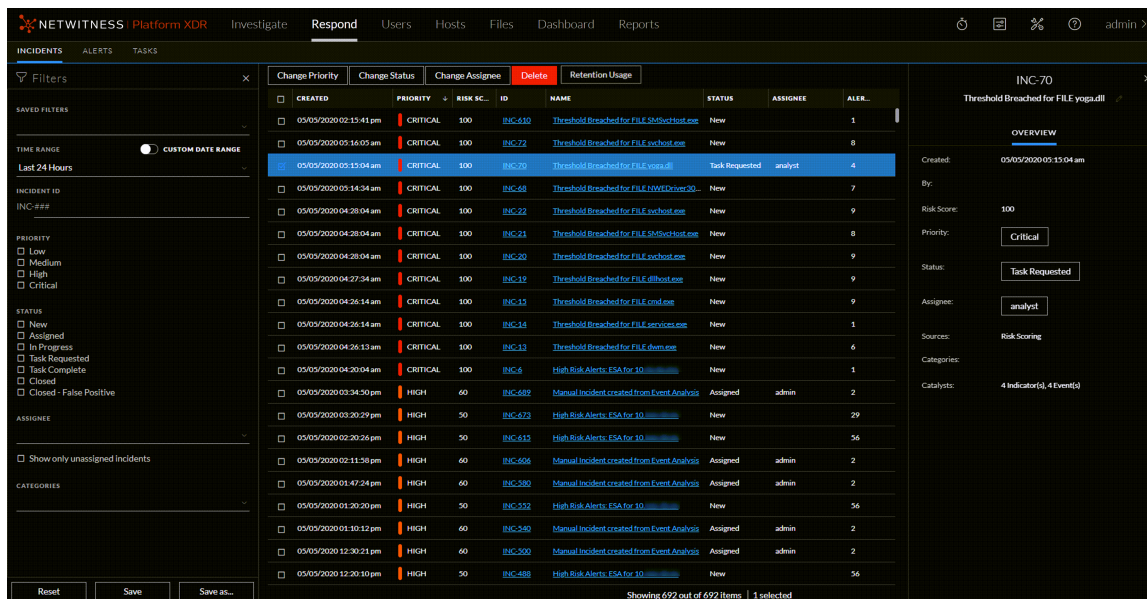 NETWITNESS Platform XDR Investigate Respond Users Hosts Files Dashboard Reports admin
INCIDENTS ALERTS TASKS
Filters
Change Priority Change Status Change Assignee Delete Retention Usage
INC-70
Threshold Breached for FILE yoga.dll
OVERVIEW
Created: 05/05/2020 05:15:04 am
By:
Risk Score: 100
Priority: Critical
Status: Task Requested
Assignee: analyst
Sources: Risk Scoring
Categories:
Catalysts: 4 Indicator(s), 4 Event(s)
SAVED FILTERS
TIME RANGE CUSTOM DATE RANGE
Last 24 Hours
INCIDENT ID
INC-###
PRIORITY
Low
Medium
High
Critical
STATUS
New
Assigned
In Progress
Task Requested
Task Complete
Closed
Closed - False Positive
ASSIGNEE
Show only unassigned incidents
CATEGORIES
Reset Save Save as...
CREATED PRIORITY RISK SC... ID NAME STATUS ASSIGNEE ALER...
05/05/2020 02:15:41 pm CRITICAL 100 INC-610 Threshold Breached for FILE SMSvcHost.exe New 1
05/05/2020 05:16:05 am CRITICAL 100 INC-72 Threshold Breached for FILE svchost.exe New 8
05/05/2020 05:15:04 am CRITICAL 100 INC-70 Threshold Breached for FILE yoga.dll Task Requested analyst 4
05/05/2020 05:14:34 am CRITICAL 100 INC-68 Threshold Breached for FILE NWEDriver30... New 7
05/05/2020 04:28:04 am CRITICAL 100 INC-22 Threshold Breached for FILE svchost.exe New 9
05/05/2020 04:28:04 am CRITICAL 100 INC-21 Threshold Breached for FILE SMSvcHost.exe New 8
05/05/2020 04:28:04 am CRITICAL 100 INC-20 Threshold Breached for FILE svchost.exe New 9
05/05/2020 04:27:34 am CRITICAL 100 INC-19 Threshold Breached for FILE dllhost.exe New 9
05/05/2020 04:26:14 am CRITICAL 100 INC-15 Threshold Breached for FILE cmd.exe New 9
05/05/2020 04:26:14 am CRITICAL 100 INC-14 Threshold Breached for FILE services.exe New 1
05/05/2020 04:26:13 am CRITICAL 100 INC-13 Threshold Breached for FILE dwm.exe New 6
05/05/2020 04:20:04 am CRITICAL 100 INC-6 High Risk Alerts: ESA for 10. New 1
05/05/2020 03:34:50 pm HIGH 60 INC-689 Manual Incident created from Event Analysis Assigned admin 2
05/05/2020 03:20:29 pm HIGH 50 INC-673 High Risk Alerts: ESA for 10. New 29
05/05/2020 02:20:26 pm HIGH 50 INC-615 High Risk Alerts: ESA for 10. New 56
05/05/2020 02:11:58 pm HIGH 60 INC-606 Manual Incident created from Event Analysis Assigned admin 2
05/05/2020 01:47:24 pm HIGH 60 INC-580 Manual Incident created from Event Analysis Assigned admin 2
05/05/2020 01:20:20 pm HIGH 50 INC-552 High Risk Alerts: ESA for 10. New 56
05/05/2020 01:10:12 pm HIGH 60 INC-540 Manual Incident created from Event Analysis Assigned admin 2
05/05/2020 12:30:21 pm HIGH 60 INC-500 Manual Incident created from Event Analysis Assigned admin 2
05/05/2020 12:20:10 pm HIGH 50 INC-488 High Risk Alerts: ESA for 10. New 56
Showing 692 out of 692 items | 1 selected